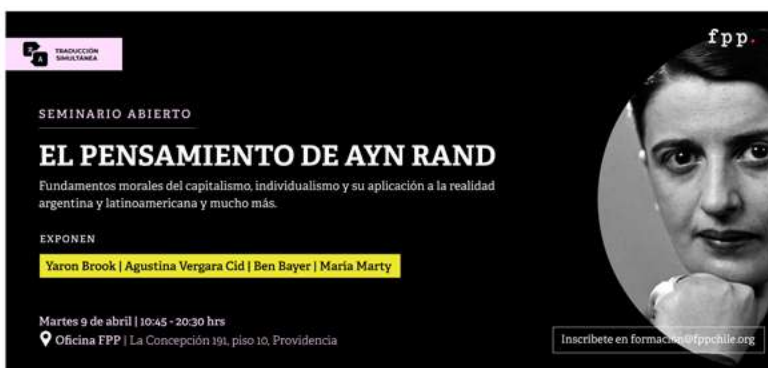 fpp.
TRADUCCIÓN
SIMULTÁNEA
SEMINARIO ABIERTO
EL PENSAMIENTO DE AYN RAND
Fundamentos morales del capitalismo, individualismo y su aplicación a la realidad
argentina y latinoamericana y mucho más.
EXPONEN
Yaron Brook | Agustina Vergara Cid | Ben Bayer | María Marty
Martes 9 de abril | 10:45 - 20:30 hrs
Oficina FPP | La Concepción 191, piso 10, Providencia
Inscríbete en formacion@fppchile.org